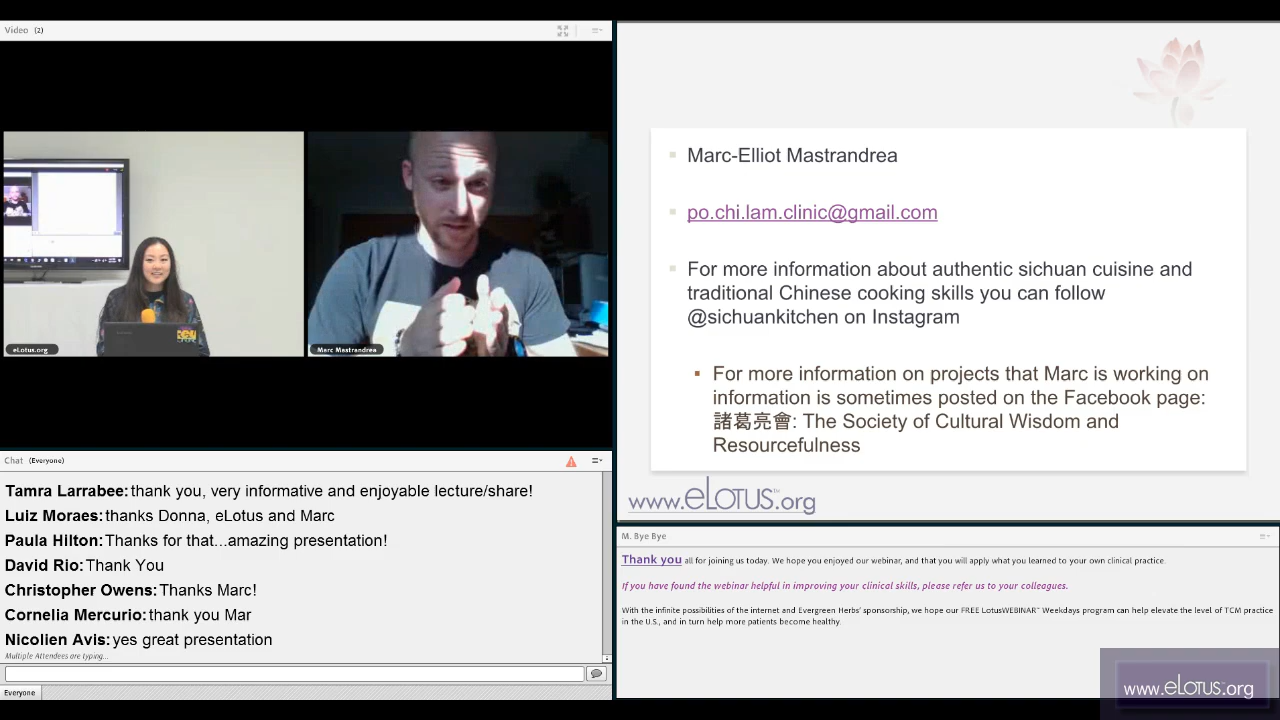 Video (2)
eLotus.org
Marc Mastrandrea
Chat (Everyone)
Tamra Larrabee: thank you, very informative and enjoyable lecture/share!
Luiz Moraes: thanks Donna, eLotus and Marc
Paula Hilton: Thanks for that...amazing presentation!
David Rio: Thank You
Christopher Owens: Thanks Marc!
Cornelia Mercurio: thank you Mar
Nicolien Avis: yes great presentation
Multiple Attendees are typing...
Everyone
Marc-Elliot Mastrandrea
po.chi.lam.clinic@gmail.com
For more information about authentic sichuan cuisine and
traditional Chinese cooking skills you can follow
@sichuankitchen on Instagram
For more information on projects that Marc is working on
information is sometimes posted on the Facebook page:
諸葛亮會: The Society of Cultural Wisdom and
Resourcefulness
www.eLOTUS.org
M. Bye Bye
Thank you all for joining us today. We hope you enjoyed our webinar, and that you will apply what you learned to your own clinical practice.
If you have found the webinar helpful in improving your clinical skills, please refer us to your colleagues.
With the infinite possibilities of the internet and Evergreen Herbs' sponsorship, we hope our FREE LotusWEBINAR™ Weekdays program can help elevate the level of TCM practice
in the U.S., and in turn help more patients become healthy.
www.eLOTUS.org